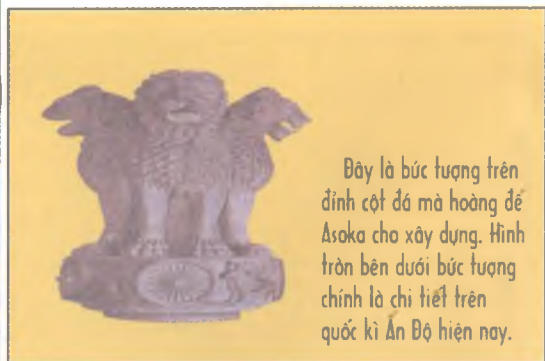 Đây là bức tượng trên
đỉnh cột đá mà hoàng đế
Asoka cho xây dựng. Hình
tròn bên dưới bức tượng
chính là chi tiết trên
quốc kì Ấn Độ hiện nay.